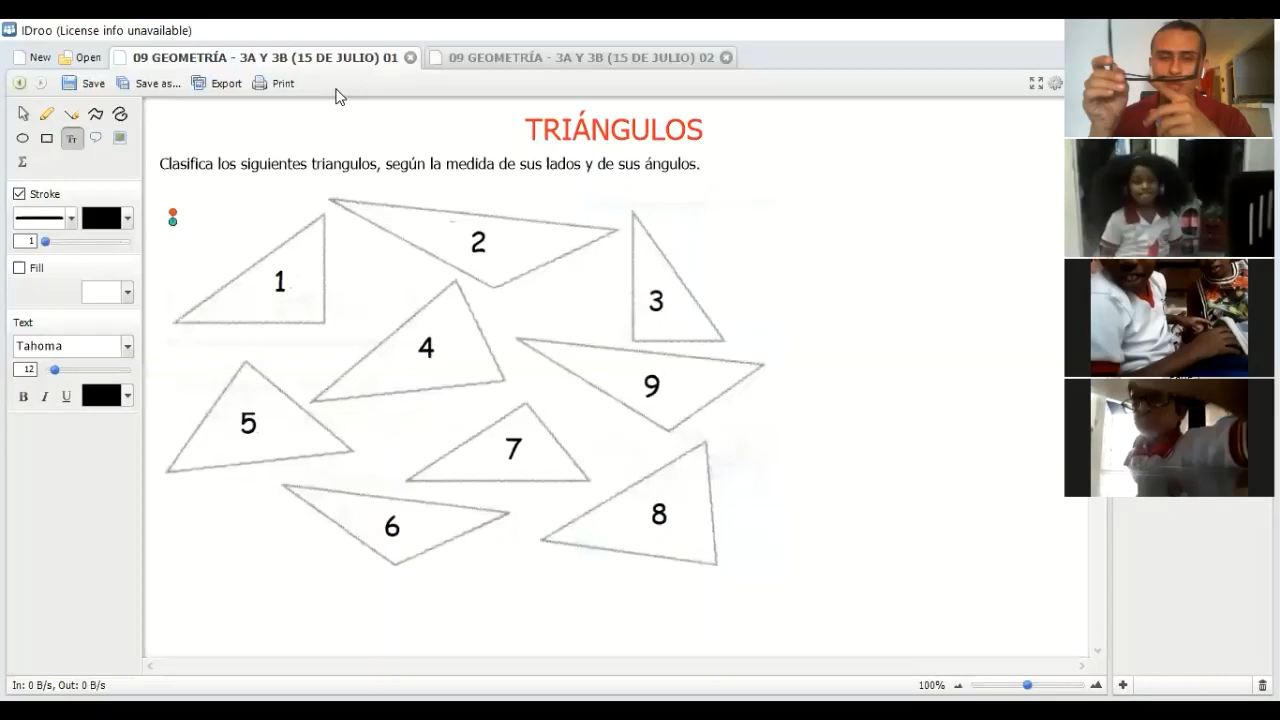 IDroo (License info unavailable)
New Open 09 GEOMETRÍA - 3A Y 3B (15 DE JULIO) 01 09 GEOMETRÍA - 3A Y 3B (15 DE JULIO) 02
Save Save as... Export Print
TRIÁNGULOS
Clasifica los siguientes triangulos, según la medida de sus lados y de sus ángulos.
Stroke
1
Fill
Text
Tahoma
12
B I U
1
2
3
4
9
5
7
6
8
In: 0 B/s, Out: 0 B/s
100%